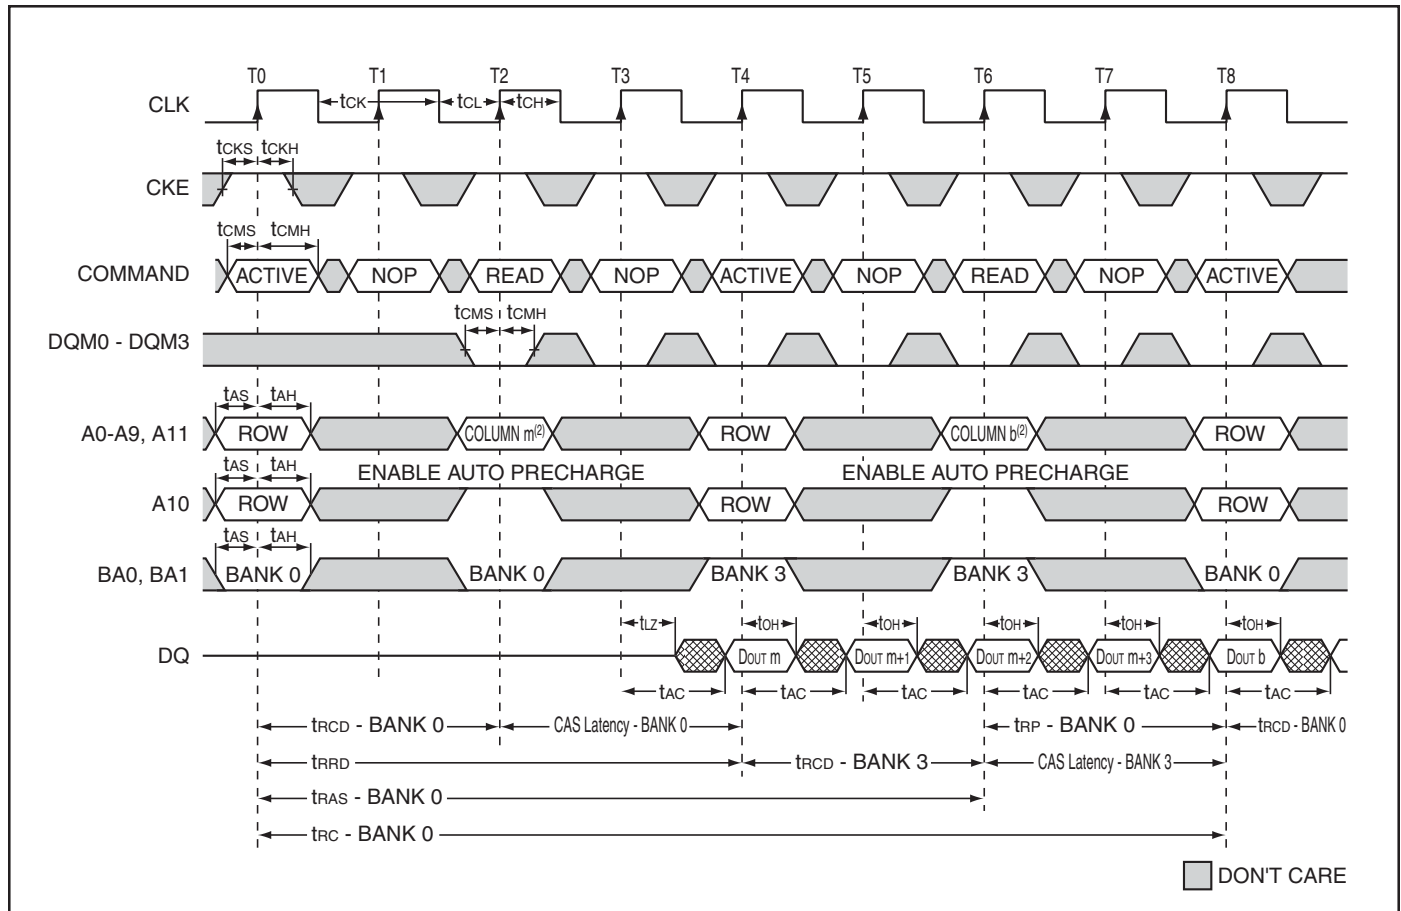 T0 T1 T2 T3 T4 T5 T6 T7 T8
CLK tCK tCL tCH
tCKS tCKH
CKE
tCMS tCMH
COMMAND ACTIVE NOP READ NOP ACTIVE NOP READ NOP ACTIVE
tCMS tCMH
DQM0 - DQM3
tAS tAH
A0-A9, A11 ROW COLUMN m(2) ROW COLUMN b(2) ROW
tAS tAH ENABLE AUTO PRECHARGE ENABLE AUTO PRECHARGE
A10 ROW ROW ROW
tAS tAH
BA0, BA1 BANK 0 BANK 0 BANK 3 BANK 3 BANK 0
tLZ tOH tOH tOH tOH tOH
DQ DOUT m DOUT m+1 DOUT m+2 DOUT m+3 DOUT b
tAC tAC tAC tAC tAC tAC
tRCD - BANK 0 CAS Latency - BANK 0 tRP - BANK 0 tRCD - BANK 0
tRRD tRCD - BANK 3 CAS Latency - BANK 3
tRAS - BANK 0
tRC - BANK 0
DON'T CARE